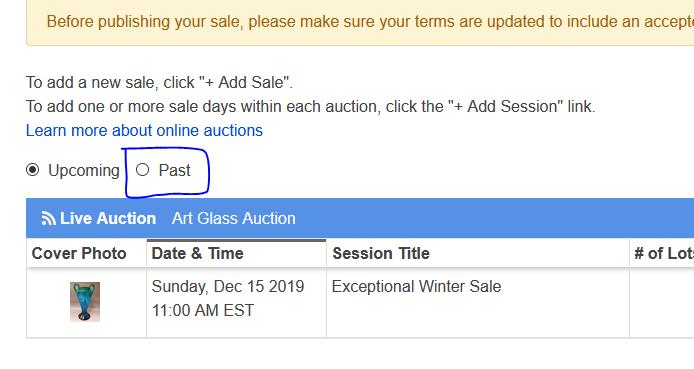 Before publishing your sale, please make sure your terms are updated to include an accept
To add a new sale, click "+ Add Sale".
To add one or more sale days within each auction, click the "+ Add Session" link.
Learn more about online auctions
Upcoming Past
Live Auction Art Glass Auction
Cover Photo Date & Time Session Title # of Lots
Sunday, Dec 15 2019 Exceptional Winter Sale
11:00 AM EST